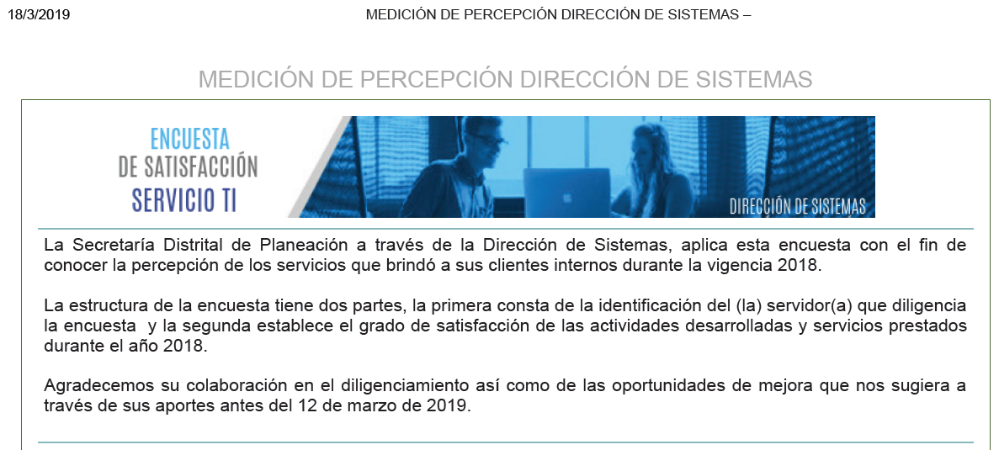 18/3/2019 MEDICIÓN DE PERCEPCIÓN DIRECCIÓN DE SISTEMAS –
MEDICIÓN DE PERCEPCIÓN DIRECCIÓN DE SISTEMAS
ENCUESTA
DE SATISFACCIÓN
SERVICIO TI
DIRECCIÓN DE SISTEMAS
La Secretaría Distrital de Planeación a través de la Dirección de Sistemas, aplica esta encuesta con el fin de
conocer la percepción de los servicios que brindó a sus clientes internos durante la vigencia 2018.
La estructura de la encuesta tiene dos partes, la primera consta de la identificación del (la) servidor(a) que diligencia
la encuesta  y la segunda establece el grado de satisfacción de las actividades desarrolladas y servicios prestados
durante el año 2018.
Agradecemos su colaboración en el diligenciamiento así como de las oportunidades de mejora que nos sugiera a
través de sus aportes antes del 12 de marzo de 2019.